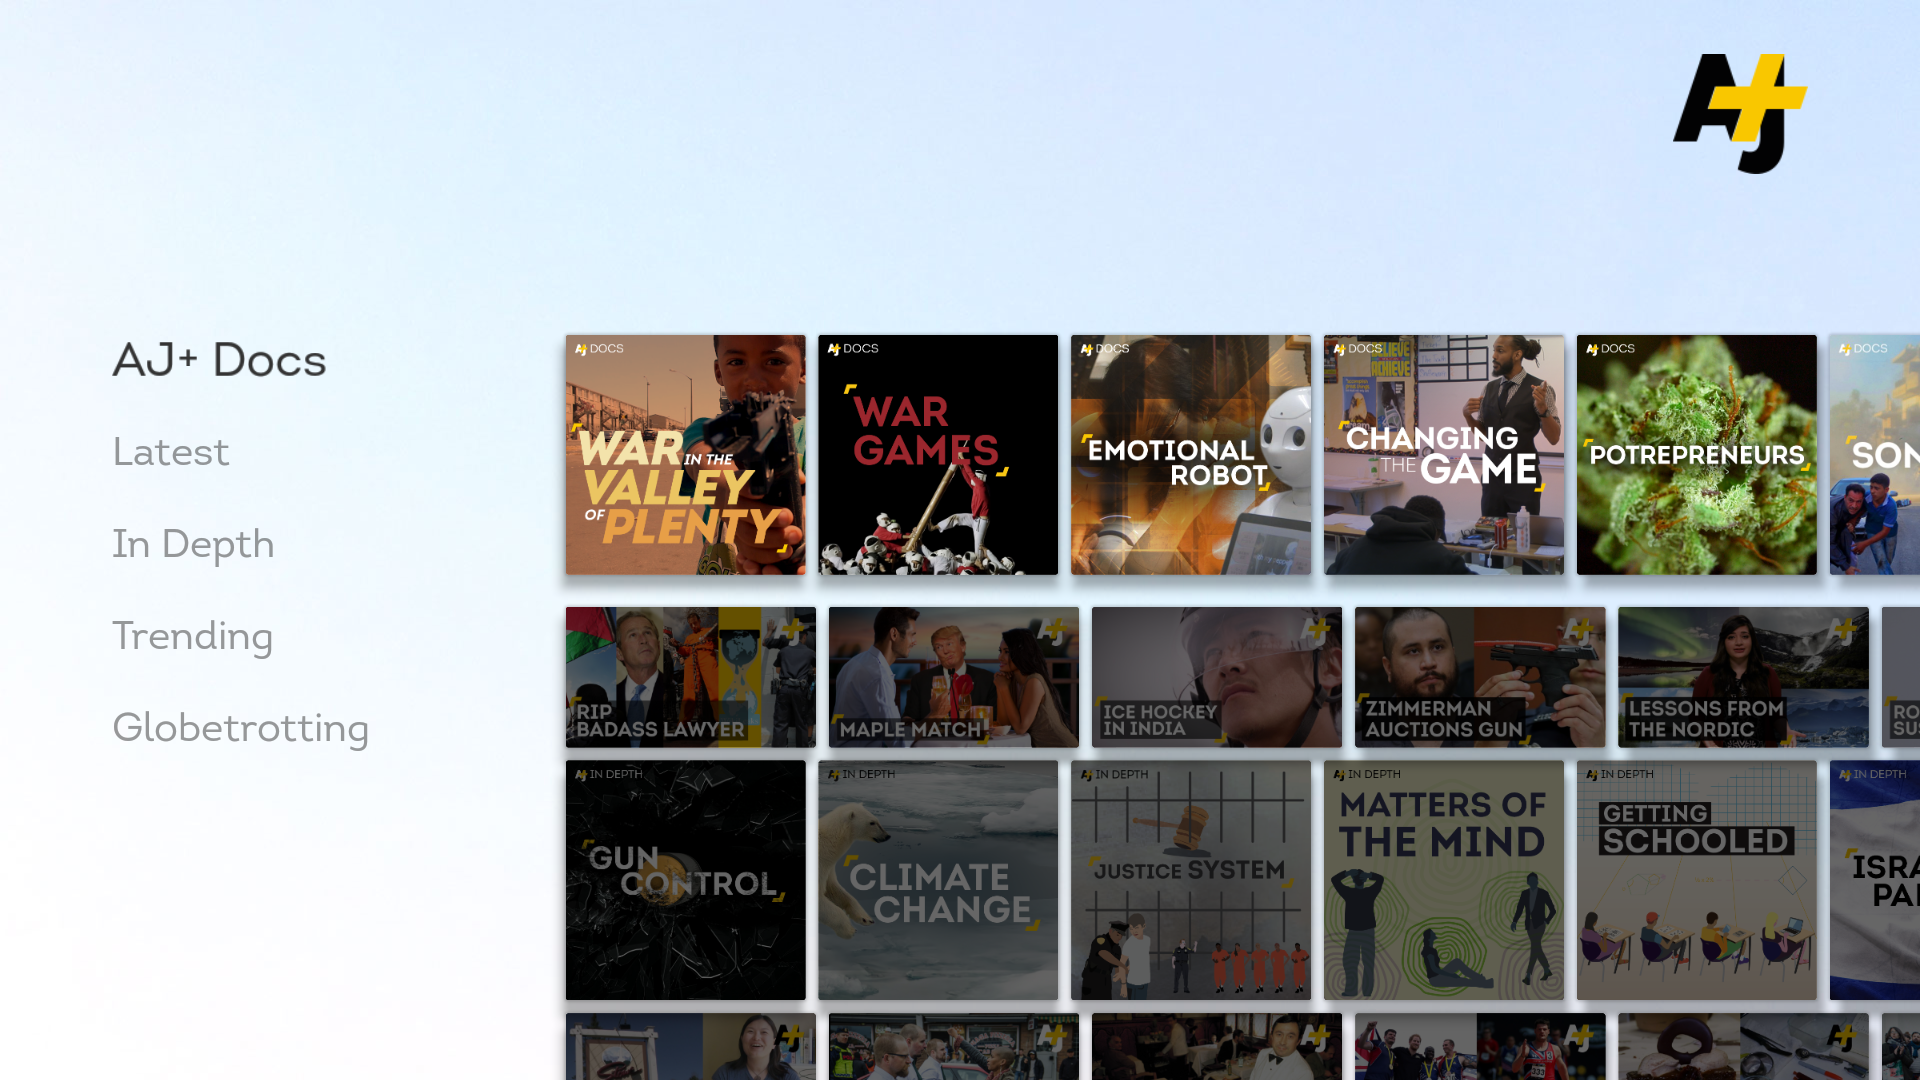 AJ+
AJ+ Docs
Latest
In Depth
Trending
Globetrotting
AJ+ DOCS
WAR IN THE
VALLEY
OF PLENTY
AJ+ DOCS
WAR
GAMES
AJ+ DOCS
EMOTIONAL
ROBOT
AJ+ DOCS
BELIEVE
ACHIEVE
CHANGING
THE GAME
AJ+ DOCS
POTREPRENEURS
AJ+ DOCS
SON
RIP
BADASS LAWYER
MAPLE MATCH
ICE HOCKEY
IN INDIA
ZIMMERMAN
AUCTIONS GUN
LESSONS FROM
THE NORDIC
RO
SUS
AJ+ IN DEPTH
GUN
CONTROL
AJ+ IN DEPTH
CLIMATE
CHANGE
AJ+ IN DEPTH
JUSTICE SYSTEM
AJ+ IN DEPTH
MATTERS OF
THE MIND
AJ+ IN DEPTH
GETTING
SCHOOLED
AJ+ IN DEPTH
ISRA
PAL